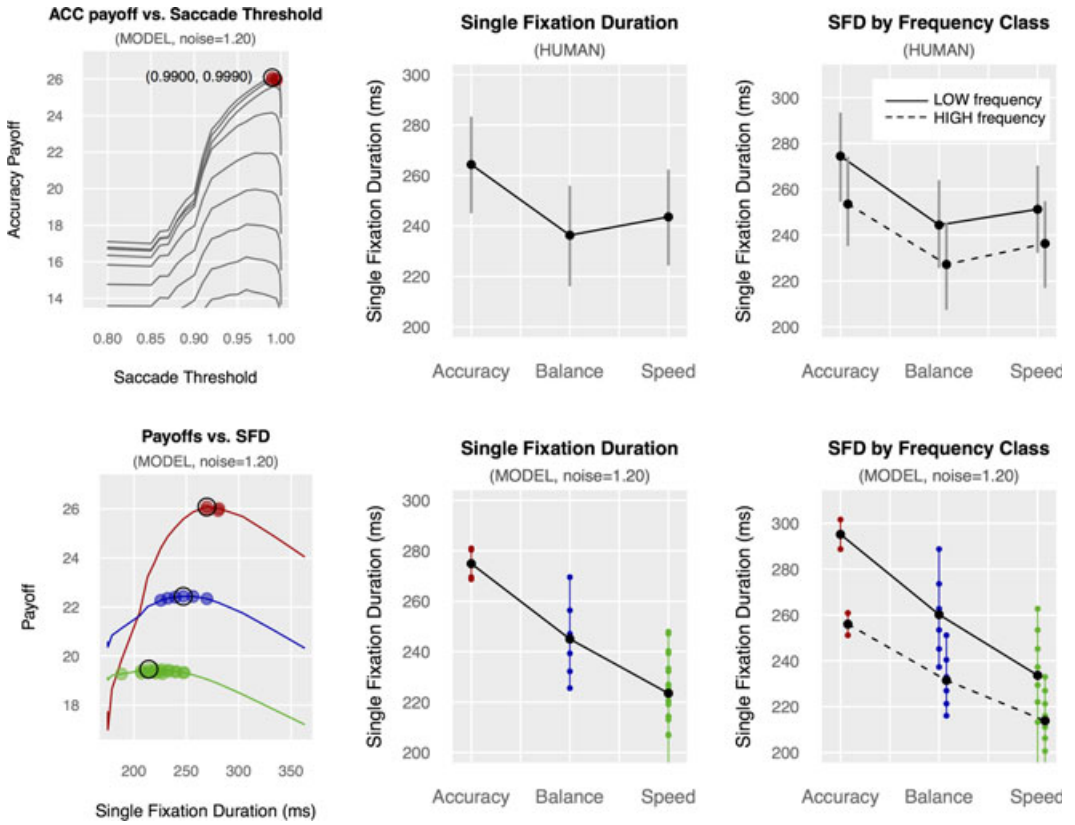 ACC payoff vs. Saccade Threshold
(MODEL, noise=1.20)
Accuracy Payoff
26
24
22
20
18
16
14
(0.9900, 0.9990)
0.80 0.85 0.90 0.95 1.00
Saccade Threshold
Single Fixation Duration
(HUMAN)
Single Fixation Duration (ms)
300
280
260
240
220
200
Accuracy Balance Speed
SFD by Frequency Class
(HUMAN)
Single Fixation Duration (ms)
300
280
260
240
220
200
LOW frequency
HIGH frequency
Accuracy Balance Speed
Payoffs vs. SFD
(MODEL, noise=1.20)
Payoff
26
24
22
20
18
200 250 300 350
Single Fixation Duration (ms)
Single Fixation Duration
(MODEL, noise=1.20)
Single Fixation Duration (ms)
300
280
260
240
220
200
Accuracy Balance Speed
SFD by Frequency Class
(MODEL, noise=1.20)
Single Fixation Duration (ms)
300
280
260
240
220
200
Accuracy Balance Speed